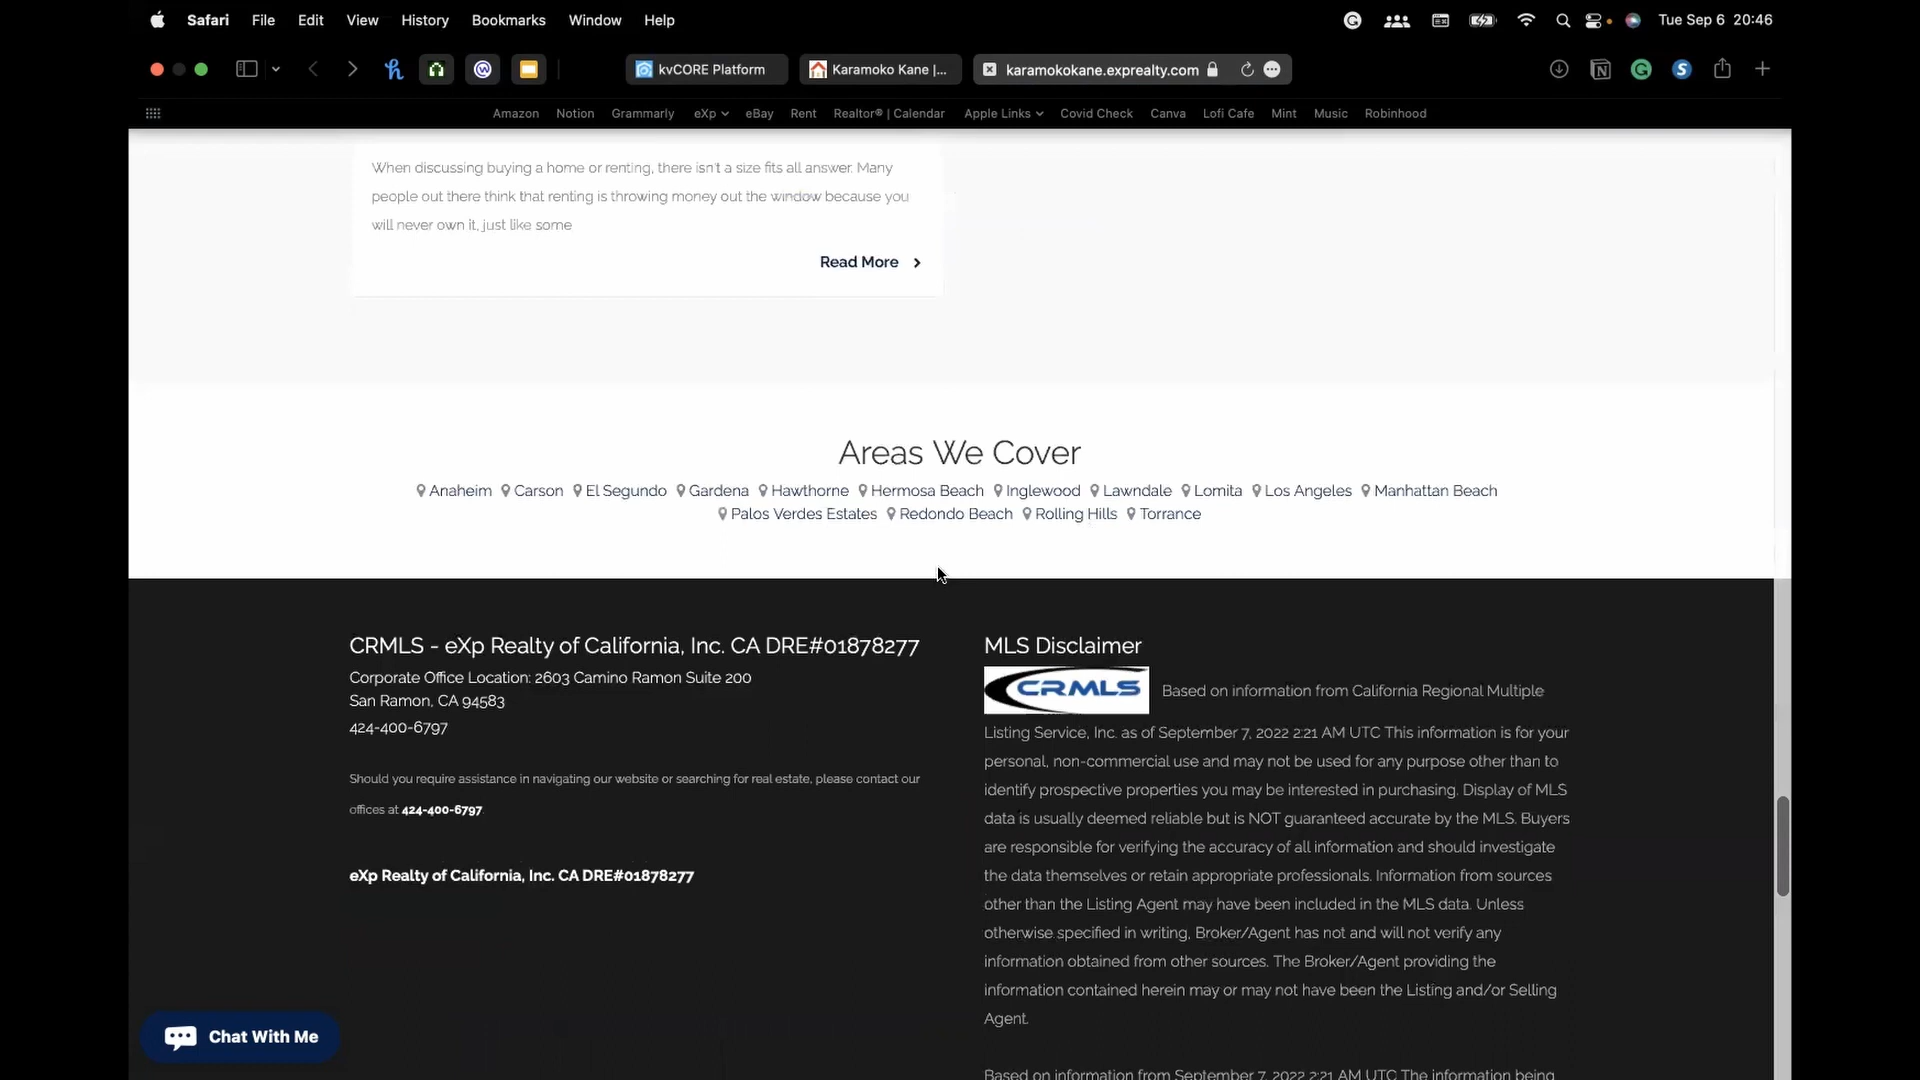 Safari File Edit View History Bookmarks Window Help Tue Sep 6 20:46
kvCORE Platform Karamoko Kane |... karamokokane.exprealty.com
Amazon Notion Grammarly eXp eBay Rent Realtor® | Calendar Apple Links Covid Check Canva Lofi Cafe Mint Music Robinhood
When discussing buying a home or renting, there isn't a size fits all answer. Many
people out there think that renting is throwing money out the window because you
will never own it, just like some
Read More
Areas We Cover
Anaheim Carson El Segundo Gardena Hawthorne Hermosa Beach Inglewood Lawndale Lomita Los Angeles Manhattan Beach
Palos Verdes Estates Redondo Beach Rolling Hills Torrance
CRMLS - eXp Realty of California, Inc. CA DRE#01878277
Corporate Office Location: 2603 Camino Ramon Suite 200
San Ramon, CA 94583
424-400-6797
Should you require assistance in navigating our website or searching for real estate, please contact our
offices at 424-400-6797
eXp Realty of California, Inc. CA DRE#01878277
MLS Disclaimer
CRMLS Based on information from California Regional Multiple
Listing Service, Inc. as of September 7, 2022 2:21 AM UTC This information is for your
personal, non-commercial use and may not be used for any purpose other than to
identify prospective properties you may be interested in purchasing. Display of MLS
data is usually deemed reliable but is NOT guaranteed accurate by the MLS. Buyers
are responsible for verifying the accuracy of all information and should investigate
the data themselves or retain appropriate professionals. Information from sources
other than the Listing Agent may have been included in the MLS data. Unless
otherwise specified in writing, Broker/Agent has not and will not verify any
information obtained from other sources. The Broker/Agent providing the
information contained herein may or may not have been the Listing and/or Selling
Agent.
Based on information from September 7, 2022 2:21 AM UTC The information being
Chat With Me